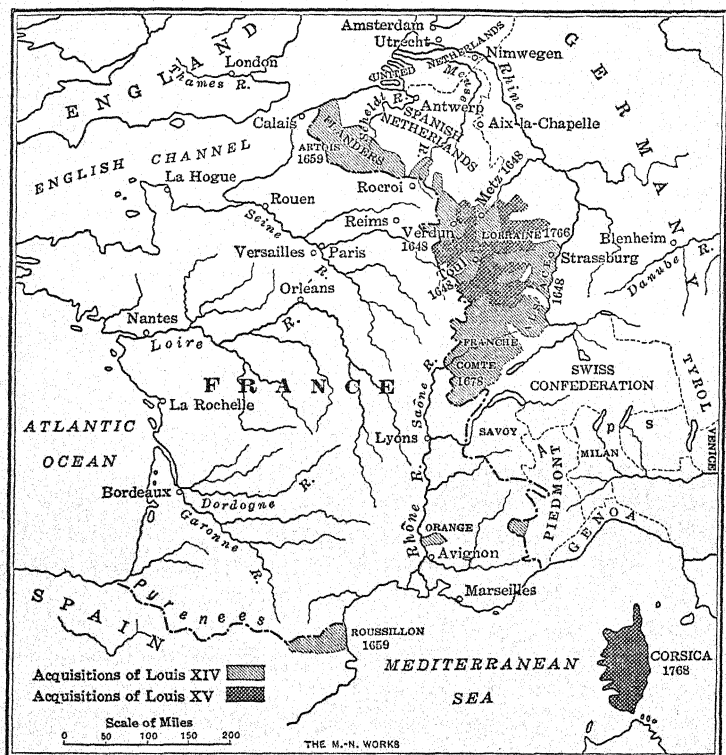 ENGLAND
London
Thames R.
Amsterdam
Utrecht
UNITED NETHERLANDS
Nimwegen
Meuse
Rhine
GERMANY
Scheldt R.
Antwerp
SPANISH
NETHERLANDS
Aix-la-Chapelle
Calais
FLANDERS
ARTOIS
1659
ENGLISH CHANNEL
La Hogue
Rouen
Seine
R.
Rocroi
R.
Reims
Metz 1648
Verdun
1648
LORRAINE 1766
Toul
1648
ALSACE
1648
Strassburg
Blenheim
Danube R.
Versailles
Paris
Orleans
Nantes
Loire
R.
FRANCE
FRANCHE
COMTE
1678
SWISS
CONFEDERATION
TYROL
VENICE
La Rochelle
ATLANTIC
OCEAN
Saône R.
Lyons
SAVOY
A l p s
MILAN
PIEDMONT
GENOA
Bordeaux
Dordogne
R.
Garonne
R.
Rhône R.
ORANGE
Avignon
Marseilles
SPAIN
Pyrenees
ROUSSILLON
1659
MEDITERRANEAN
SEA
CORSICA
1768
Acquisitions of Louis XIV
Acquisitions of Louis XV
Scale of Miles
0 50 100 150 200
THE M.-N. WORKS